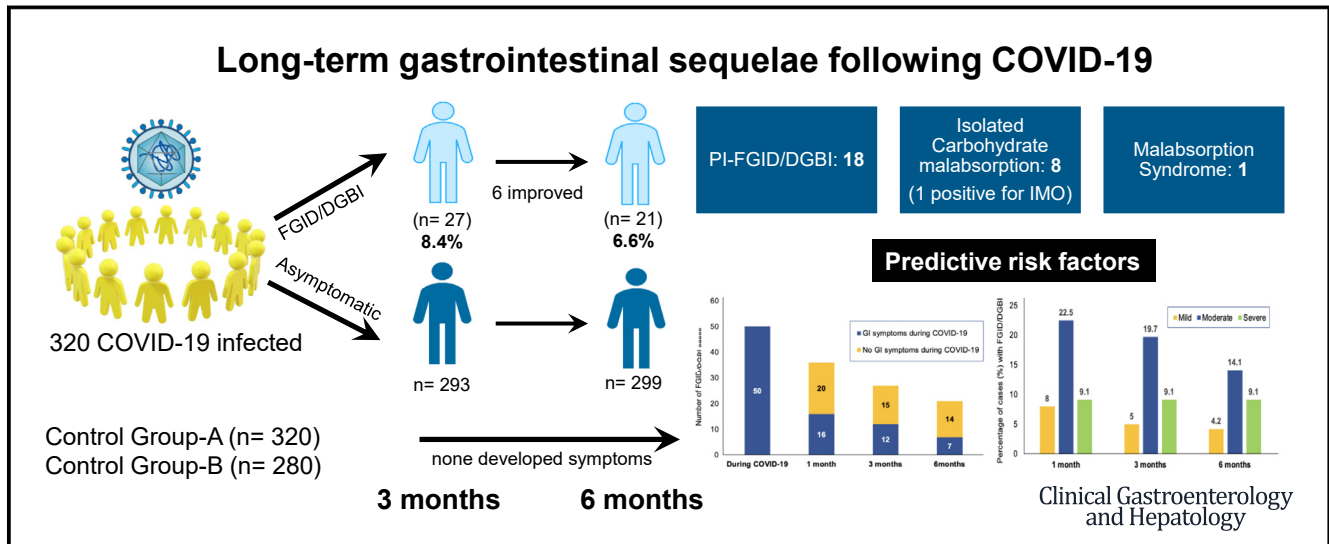 Long-term gastrointestinal sequelae following COVID-19
320 COVID-19 infected
FGID/DGBI
Asymptomatic
(n= 27)
8.4%
6 improved
(n= 21)
6.6%
n= 293
n= 299
Control Group-A (n= 320)
Control Group-B (n= 280)
none developed symptoms
3 months
6 months
PI-FGID/DGBI: 18
Isolated
Carbohydrate
malabsorption: 8
(1 positive for IMO)
Malabsorption
Syndrome: 1
Predictive risk factors
Number of FGID/DGBI
60
50
40
30
20
10
0
GI symptoms during COVID-19
No GI symptoms during COVID-19
50
20
16
15
12
14
7
During COVID-19
1 month
3 months
6months
Percentage of cases (%) with FGID/DGBI
25
20
15
10
5
0
Mild
Moderate
Severe
8
22.5
9.1
5
19.7
9.1
4.2
14.1
9.1
1 month
3 months
6 months
Clinical Gastroenterology
and Hepatology